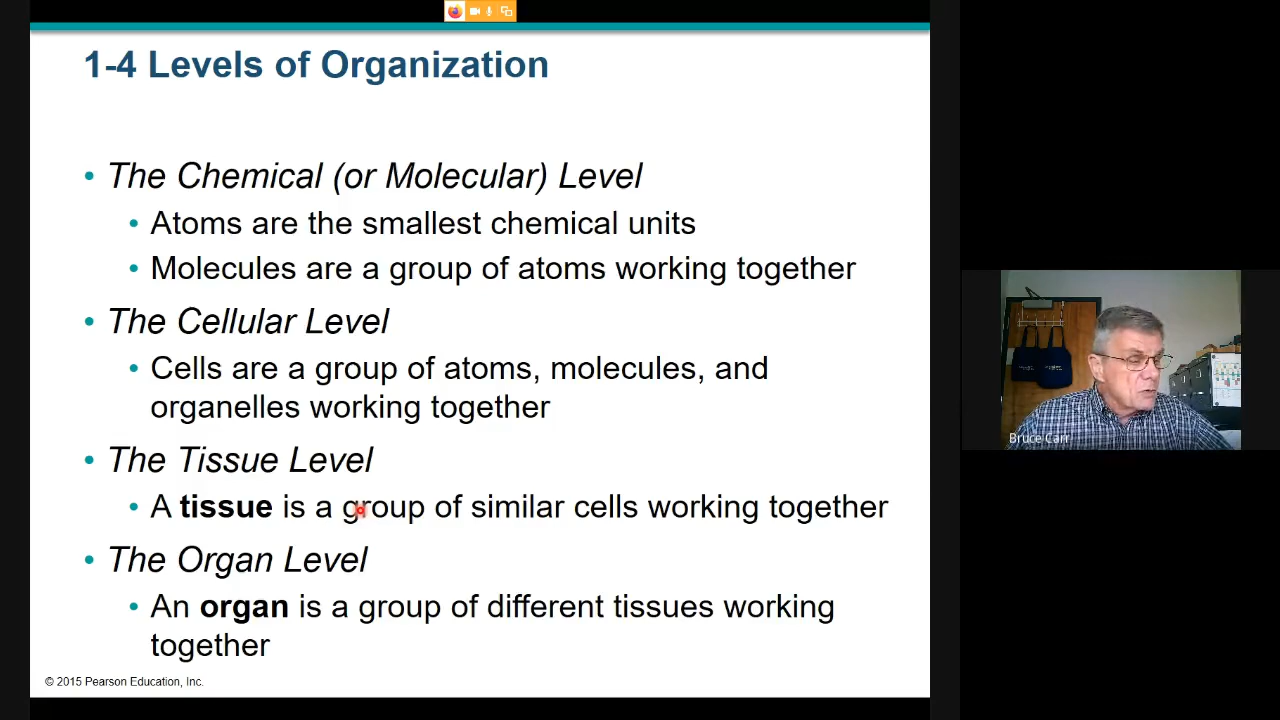 1-4 Levels of Organization
• The Chemical (or Molecular) Level
• Atoms are the smallest chemical units
• Molecules are a group of atoms working together
• The Cellular Level
• Cells are a group of atoms, molecules, and
organelles working together
• The Tissue Level
• A tissue is a group of similar cells working together
• The Organ Level
• An organ is a group of different tissues working
together
© 2015 Pearson Education, Inc.
Bruce Carr